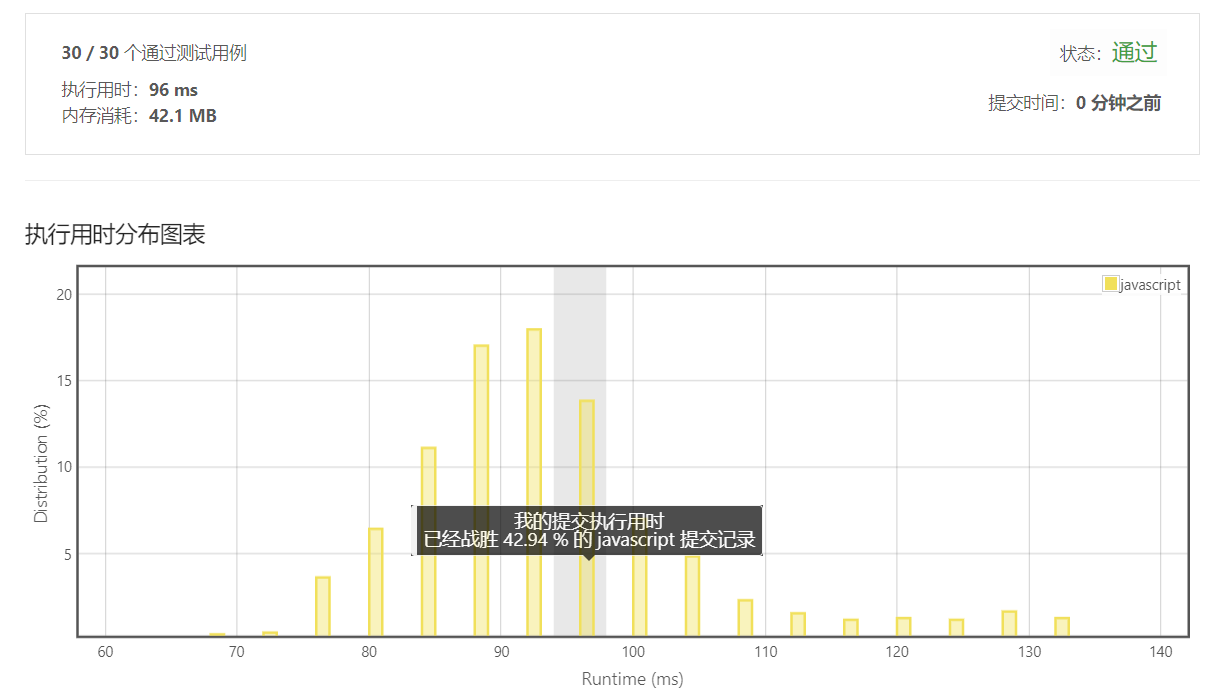 30 / 30 个通过测试用例
状态：通过
执行用时：96 ms
内存消耗：42.1 MB
提交时间：0 分钟之前
执行用时分布图表
javascript
20
15
10
5
Distribution (%)
我的提交执行用时
已经战胜 42.94 % 的 javascript 提交记录
60 70 80 90 100 110 120 130 140
Runtime (ms)